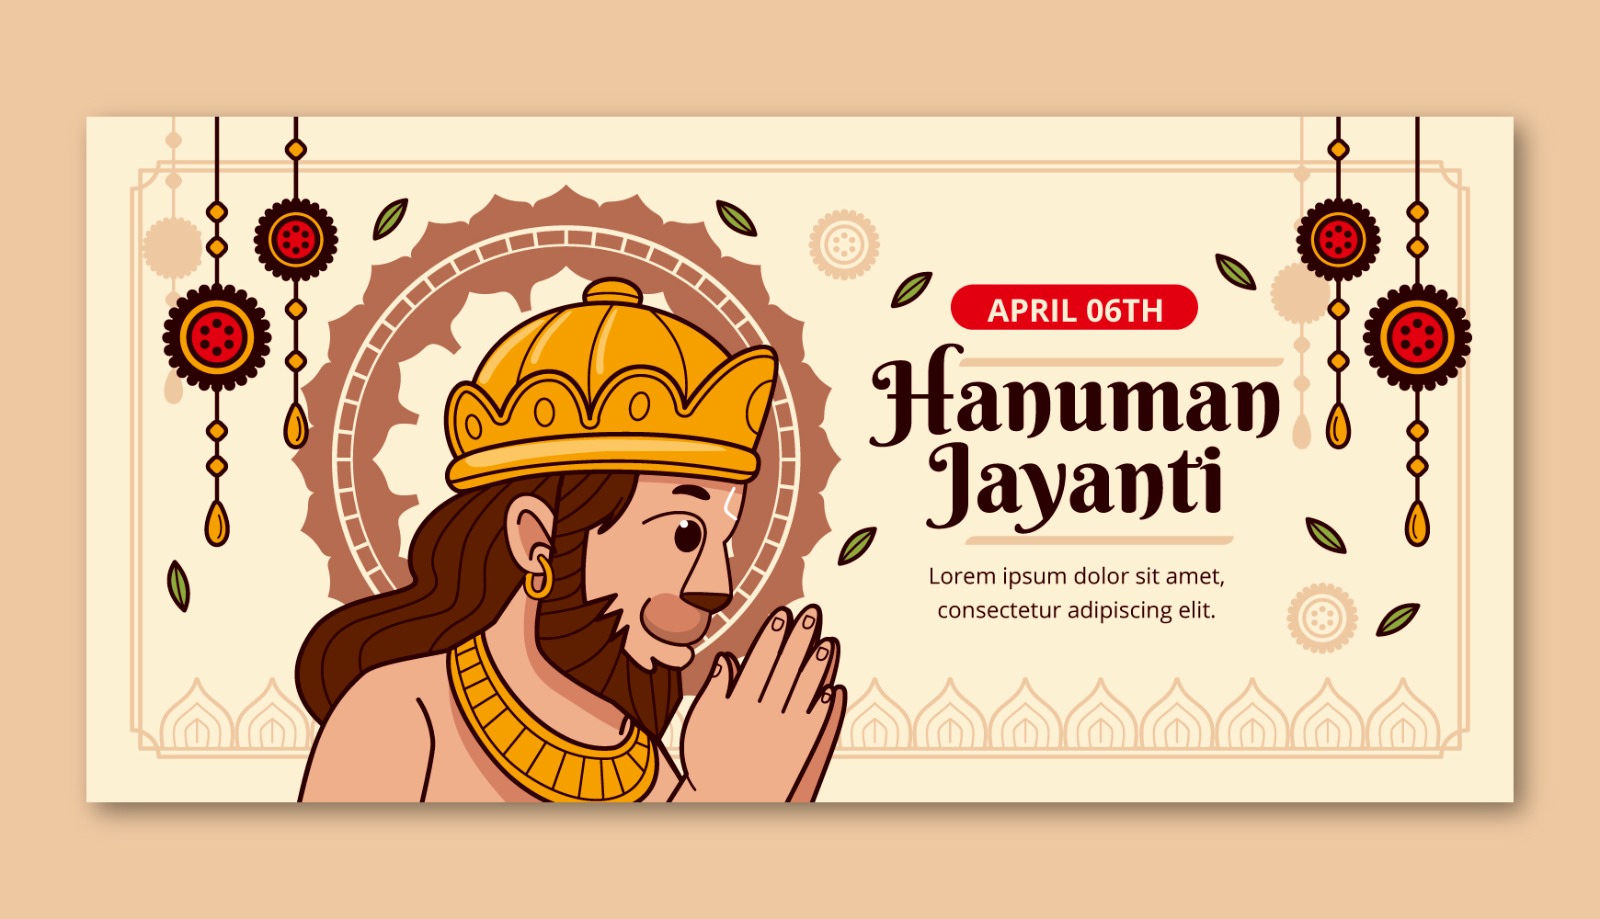 APRIL 06TH
Hanuman
Jayanti
Lorem ipsum dolor sit amet,
consectetur adipiscing elit.